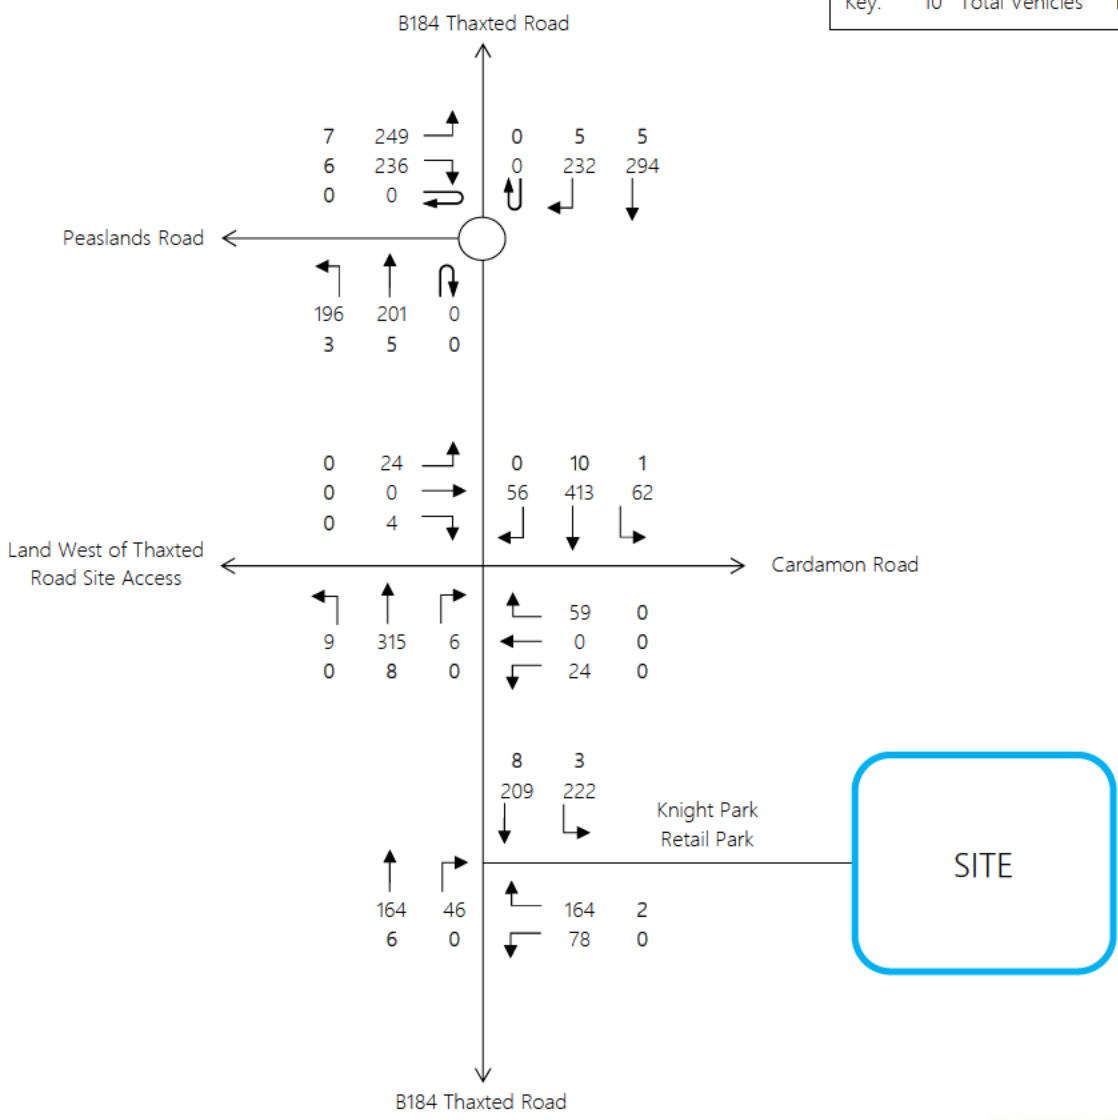 Key: 10 Total Vehicles
B184 Thaxted Road
7 249 0 5 5
6 236 0 232 294
0 0
Peaslands Road
196 201 0
3 5 0
0 24 0 10 1
0 0 56 413 62
0 4
Land West of Thaxted
Road Site Access
Cardamon Road
59 0
9 315 6 0 0
0 8 0 24 0
8 3
209 222
Knight Park
Retail Park
SITE
164 46 164 2
6 0 78 0
B184 Thaxted Road